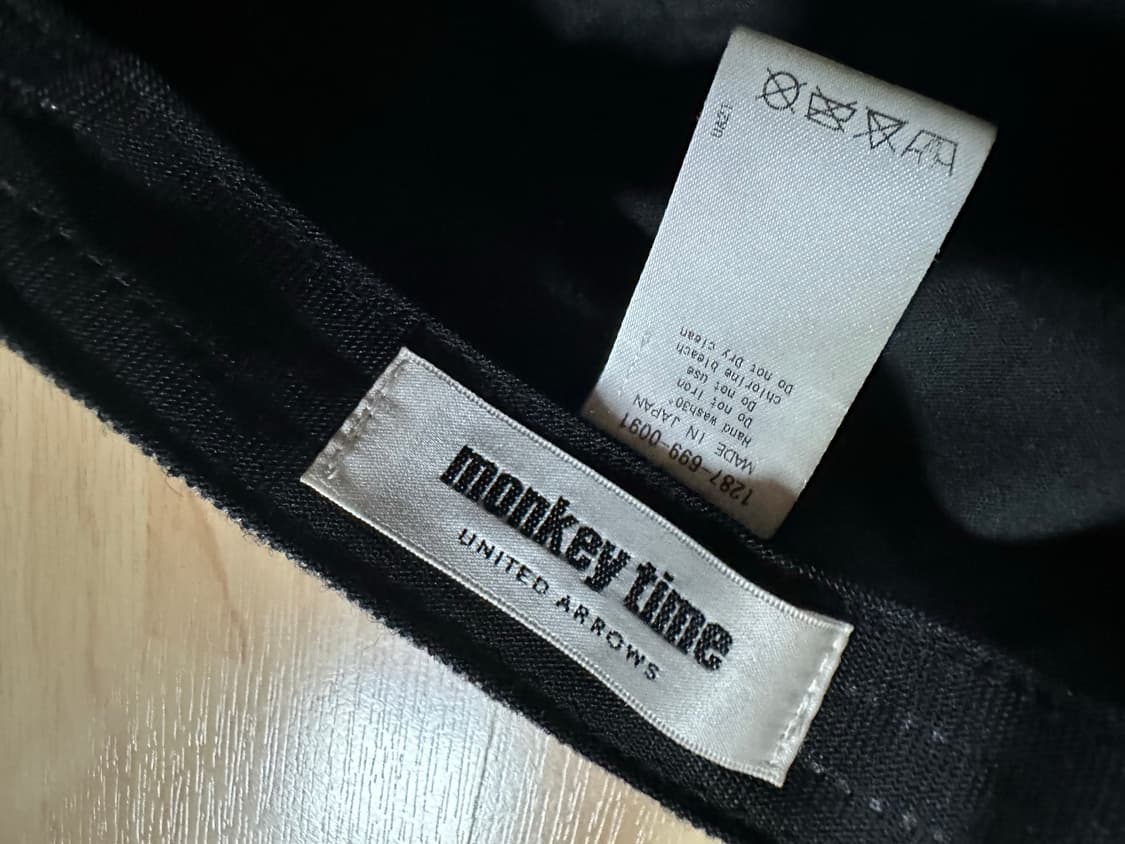 monkey time
UNITED ARROWS
1287-699-0091
MADE IN JAPAN
Hand wash30°
Do not iron
Do not use
chlorine bleach
Do not Dry clean